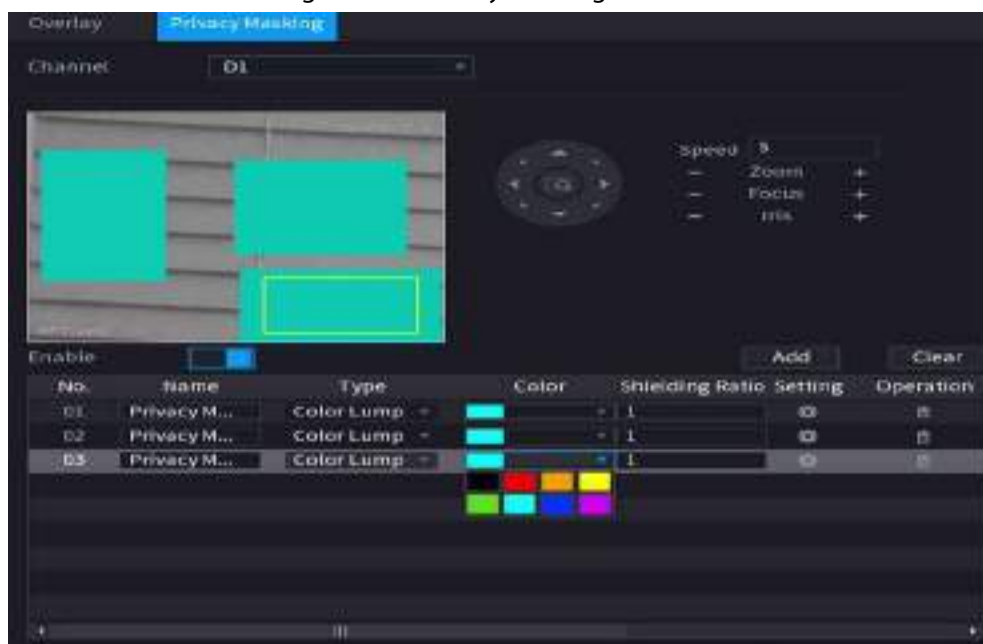 Overlay Privacy Masking
Channel D1
Speed 5
− Zoom +
− Focus +
− Iris +
Enable Add Clear
No. Name Type Color Shielding Ratio Setting Operation
01 Privacy M... Color Lump 1
02 Privacy M... Color Lump 1
03 Privacy M... Color Lump 1